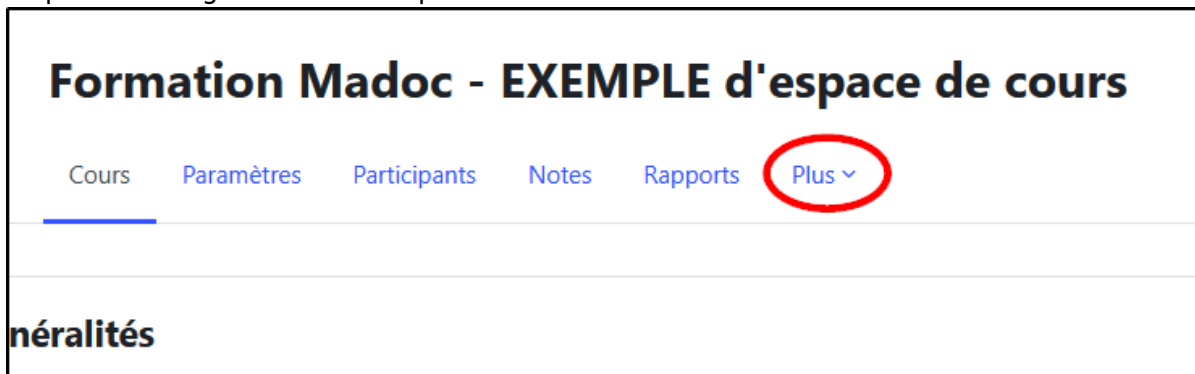 Formation Madoc - EXEMPLE d'espace de cours
Cours Paramètres Participants Notes Rapports Plus
néralités